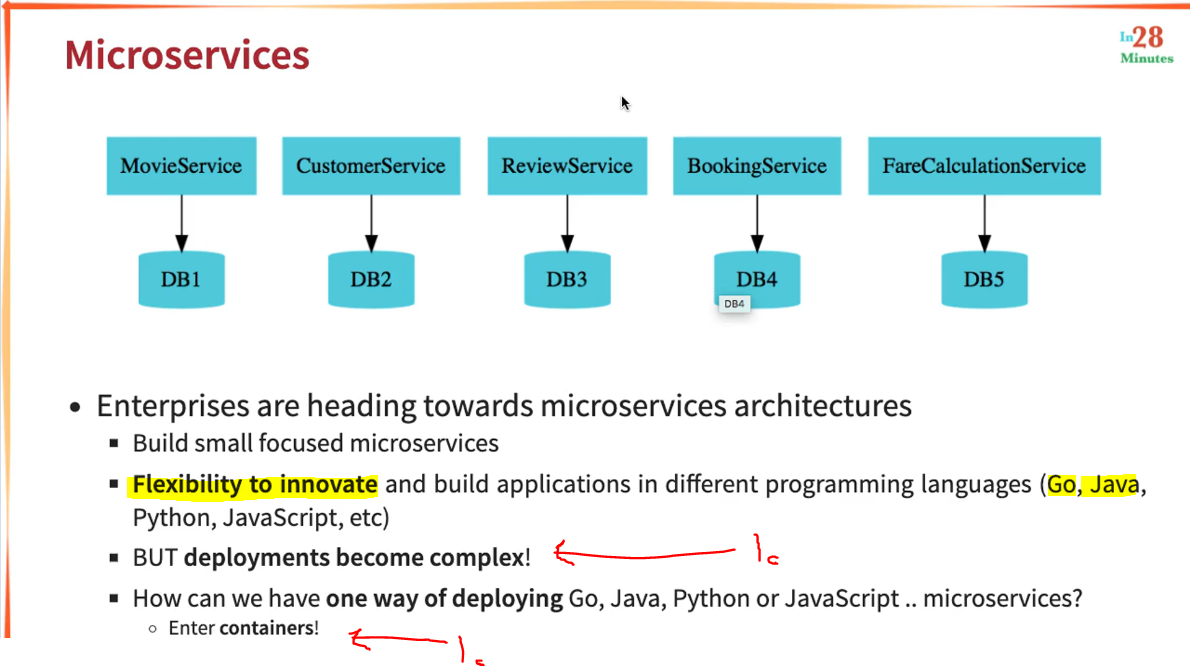 Microservices
In28
Minutes
MovieService
CustomerService
ReviewService
BookingService
FareCalculationService
DB1
DB2
DB3
DB4
DB5
DB4
• Enterprises are heading towards microservices architectures
▪ Build small focused microservices
▪ Flexibility to innovate and build applications in different programming languages (Go, Java,
Python, JavaScript, etc)
▪ BUT deployments become complex!
▪ How can we have one way of deploying Go, Java, Python or JavaScript .. microservices?
◦ Enter containers!